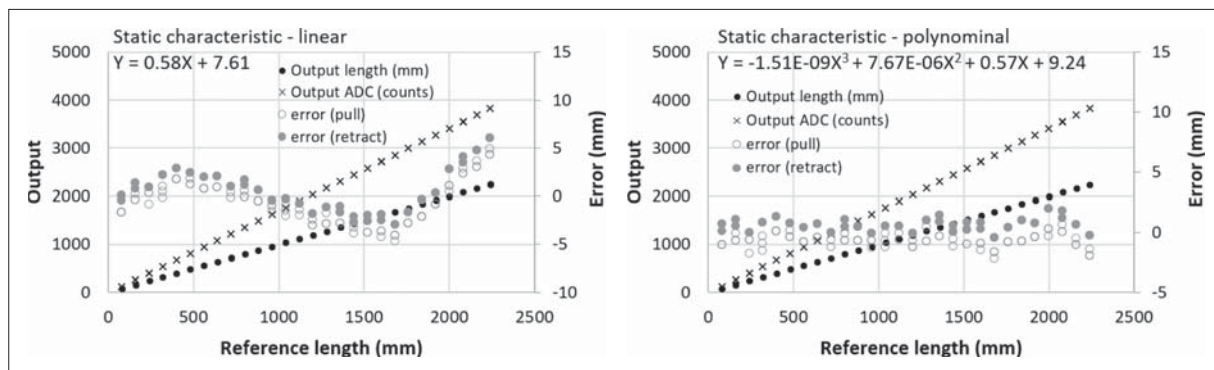 Static characteristic - linear
Y = 0.58X + 7.61
Output length (mm)
Output ADC (counts)
error (pull)
error (retract)
Output
5000
4000
3000
2000
1000
0
15
10
5
0
-5
-10
Error (mm)
0
500
1000
1500
2000
2500
Reference length (mm)
Static characteristic - polynominal
Y = -1.51E-09X³ + 7.67E-06X² + 0.57X + 9.24
Output length (mm)
Output ADC (counts)
error (pull)
error (retract)
Output
5000
4000
3000
2000
1000
0
15
10
5
0
-5
Error (mm)
0
500
1000
1500
2000
2500
Reference length (mm)